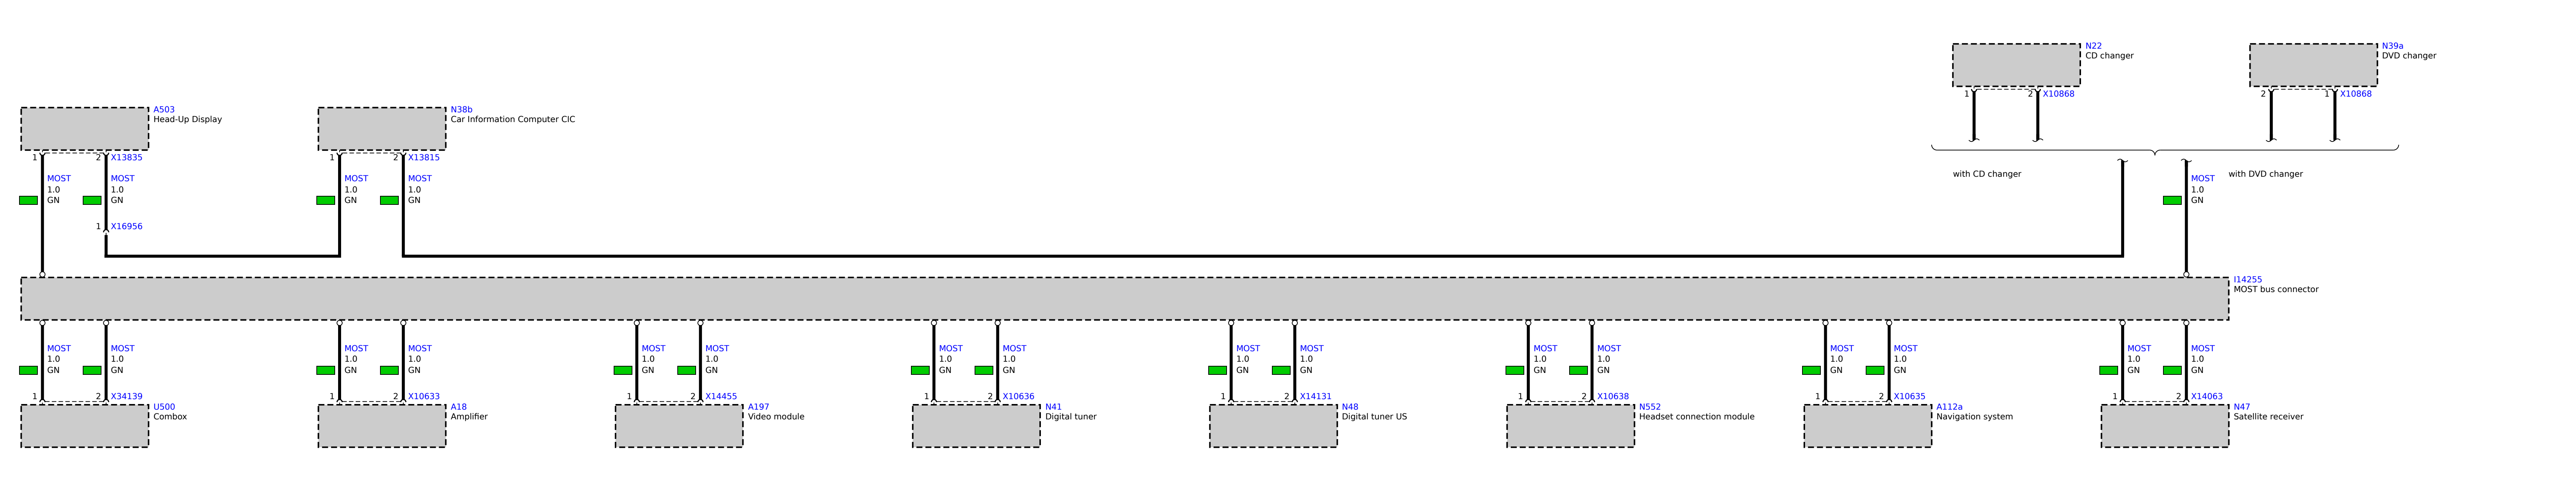 N22
CD changer
N39a
DVD changer
1
2
X10868
2
1
X10868
A503
Head-Up Display
N38b
Car Information Computer CIC
1
2
X13835
1
2
X13815
with CD changer
with DVD changer
MOST
1.0
GN
MOST
1.0
GN
MOST
1.0
GN
MOST
1.0
GN
MOST
1.0
GN
1
X16956
I14255
MOST bus connector
MOST
1.0
GN
MOST
1.0
GN
MOST
1.0
GN
MOST
1.0
GN
MOST
1.0
GN
MOST
1.0
GN
MOST
1.0
GN
MOST
1.0
GN
MOST
1.0
GN
MOST
1.0
GN
MOST
1.0
GN
MOST
1.0
GN
MOST
1.0
GN
MOST
1.0
GN
MOST
1.0
GN
MOST
1.0
GN
1
2
X34139
1
2
X10633
1
2
X14455
1
2
X10636
1
2
X14131
1
2
X10638
1
2
X10635
1
2
X14063
U500
Combox
A18
Amplifier
A197
Video module
N41
Digital tuner
N48
Digital tuner US
N552
Headset connection module
A112a
Navigation system
N47
Satellite receiver